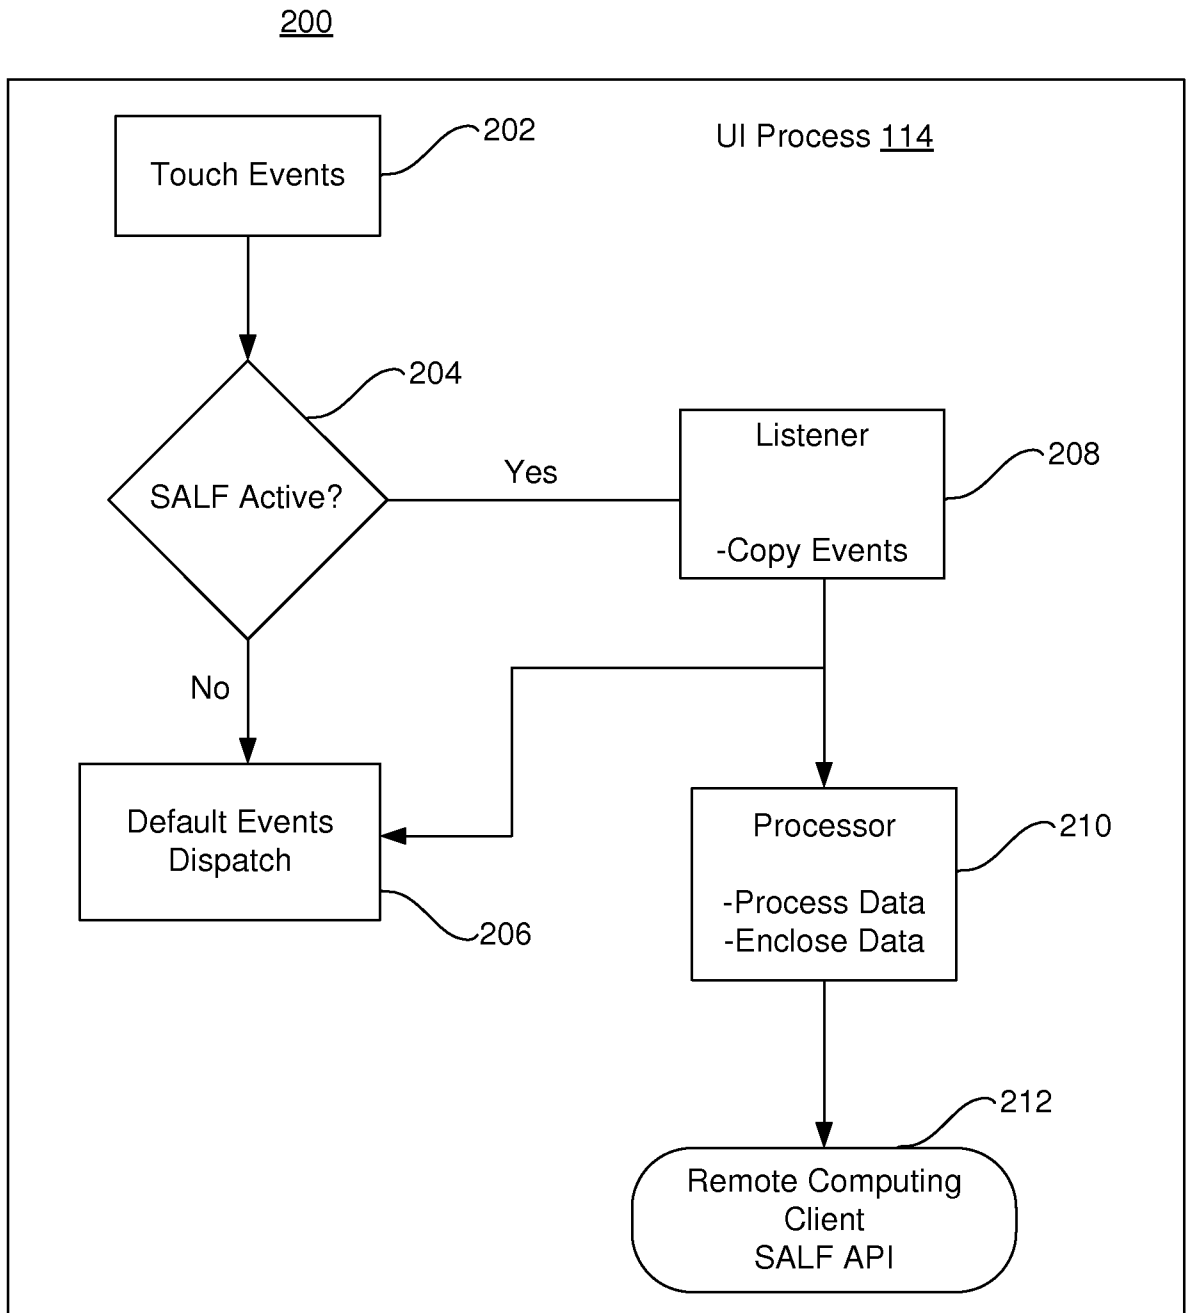 200
202
UI Process 114
Touch Events
204
Listener
208
Yes
SALF Active?
-Copy Events
No
Default Events
Dispatch
Processor
210
-Process Data
206
-Enclose Data
212
Remote Computing
Client
SALF API